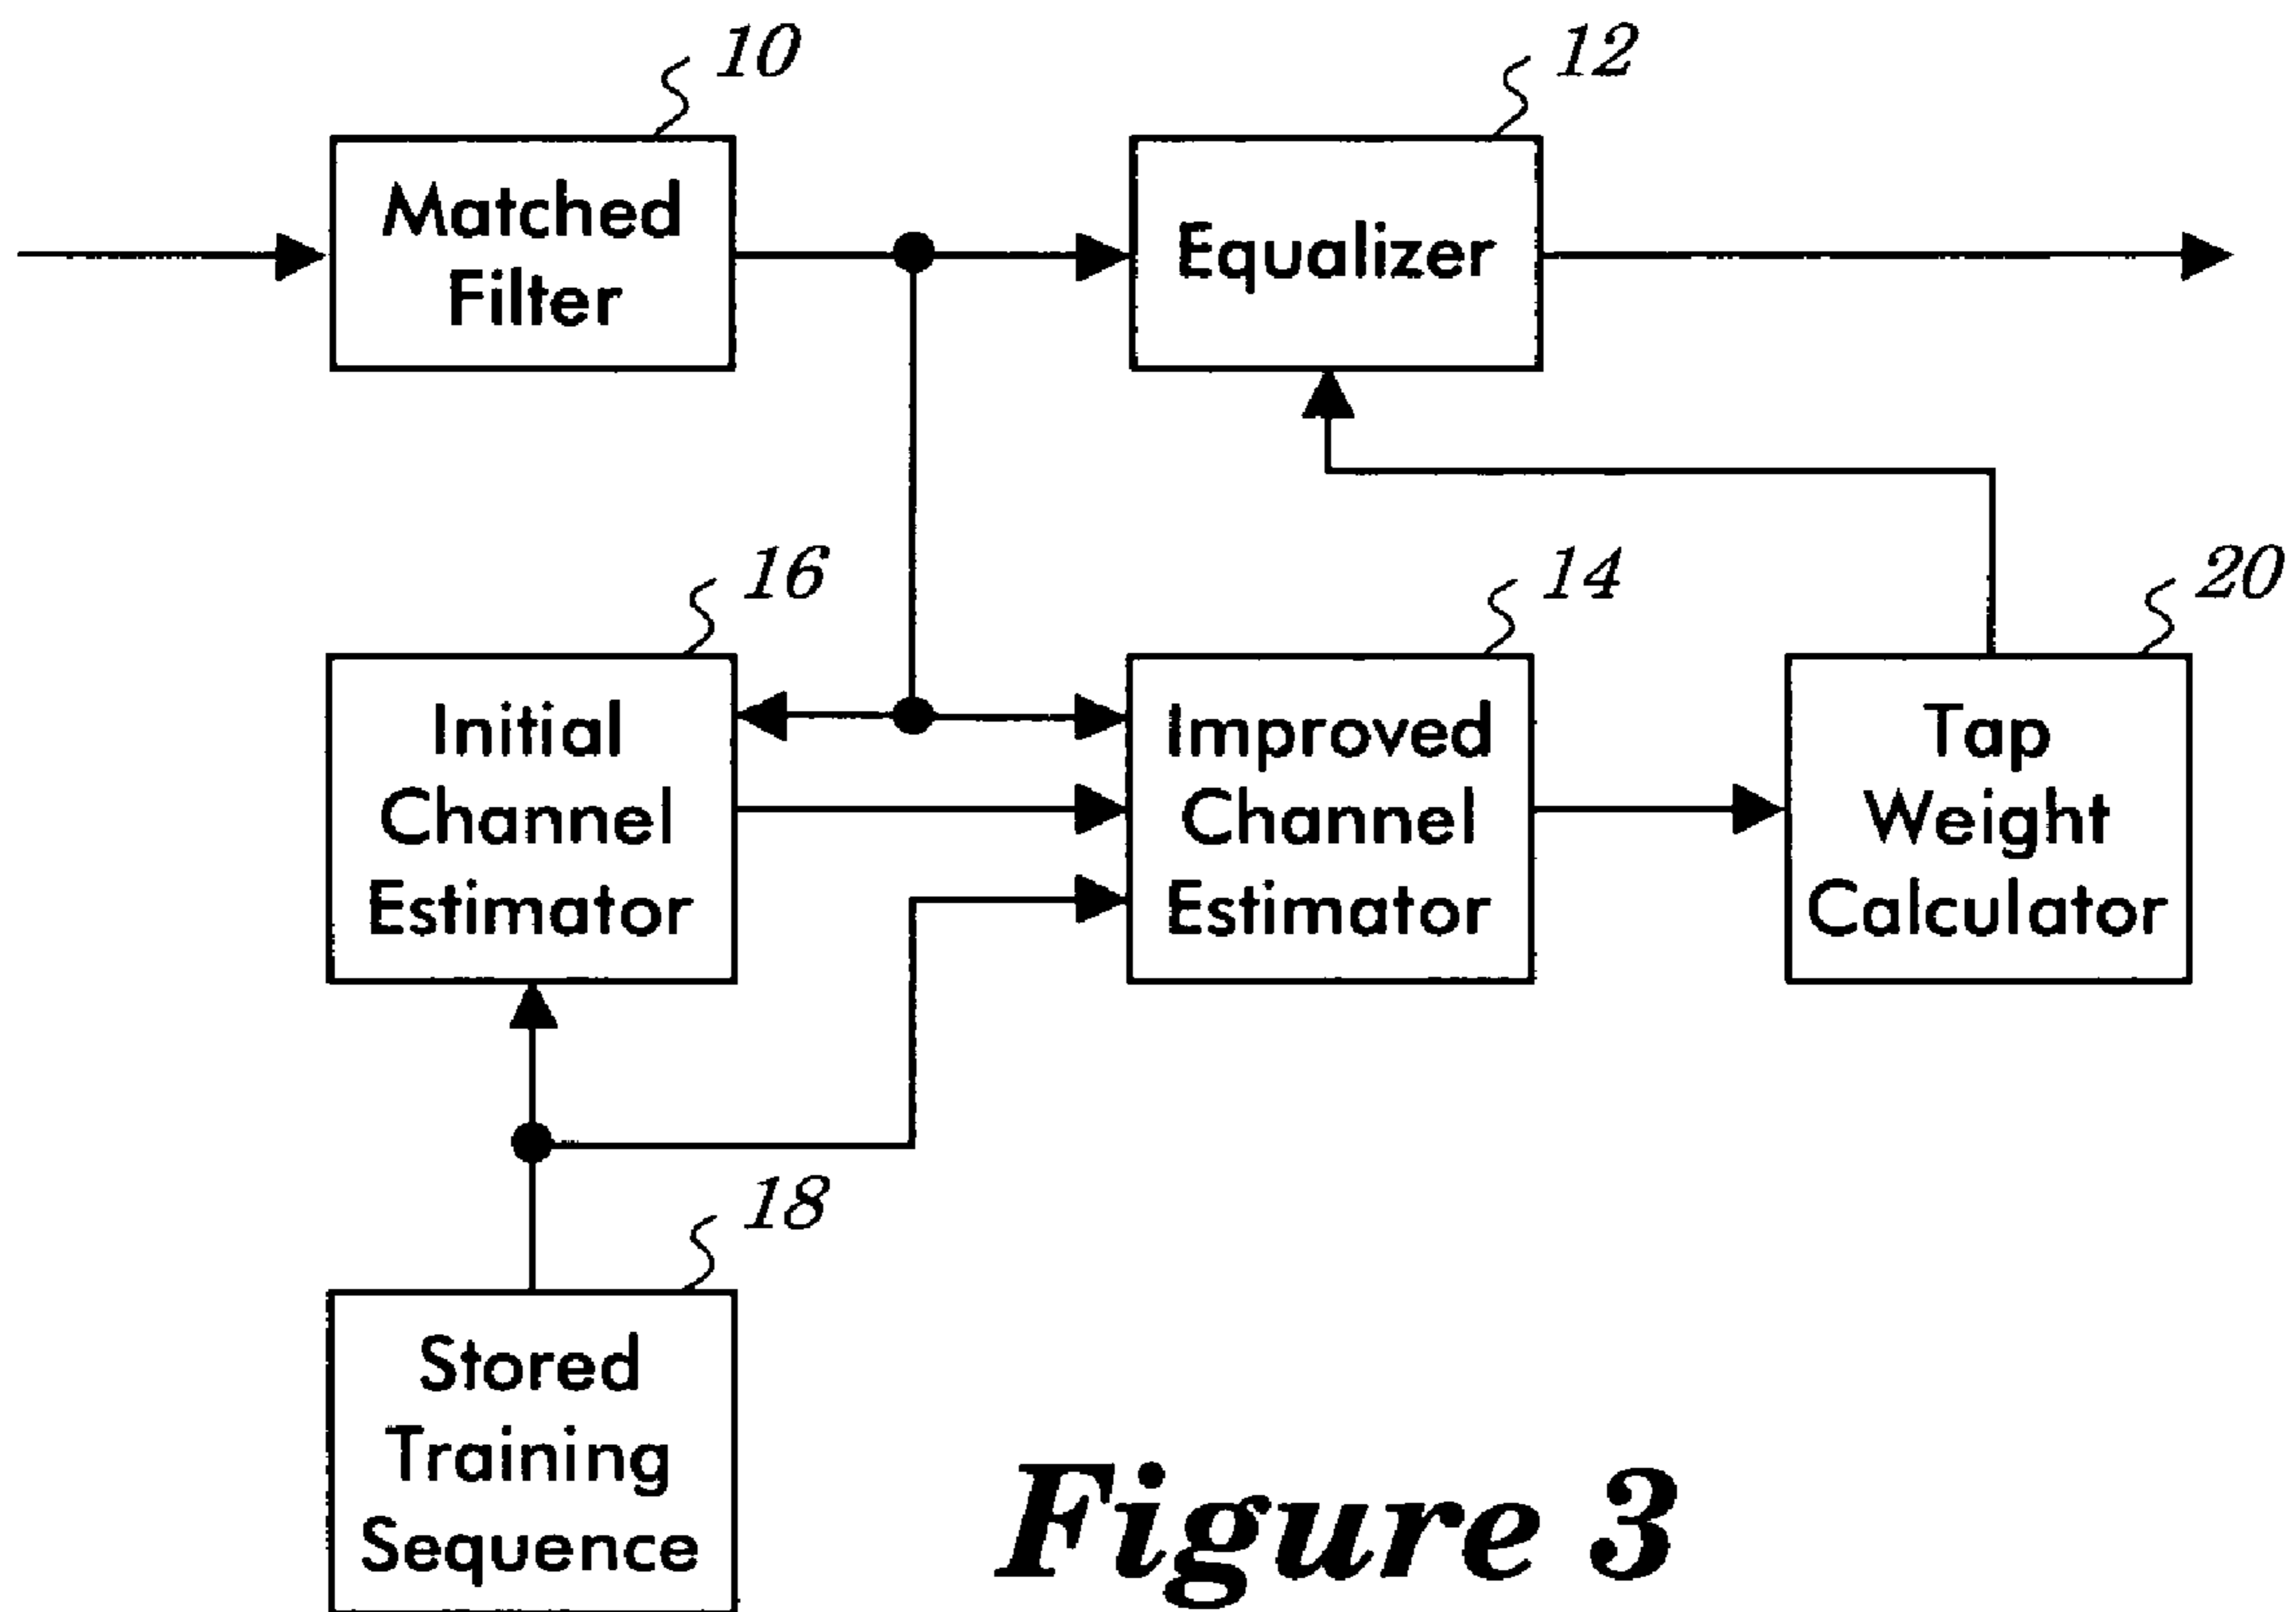 10
Matched
Filter
12
Equalizer
16
Initial
Channel
Estimator
14
Improved
Channel
Estimator
20
Tap
Weight
Calculator
18
Stored
Training
Sequence
Figure 3